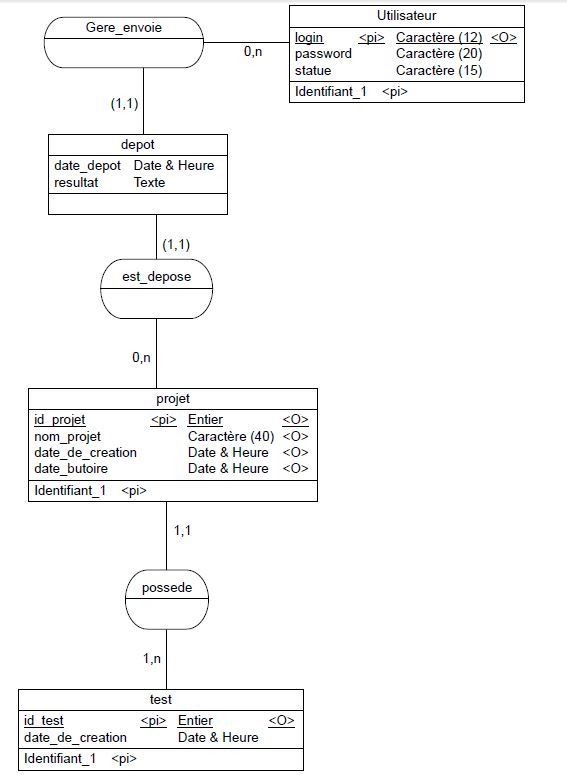 Gere_envoie
Utilisateur
login <pi> Caractère (12) <O>
password Caractère (20)
statue Caractère (15)
Identifiant_1 <pi>
0,n
(1,1)
depot
date_depot Date & Heure
resultat Texte
(1,1)
est_depose
0,n
projet
id_projet <pi> Entier <O>
nom_projet Caractère (40) <O>
date_de_creation Date & Heure <O>
date_butoire Date & Heure <O>
Identifiant_1 <pi>
1,1
possede
1,n
test
id_test <pi> Entier <O>
date_de_creation Date & Heure
Identifiant_1 <pi>